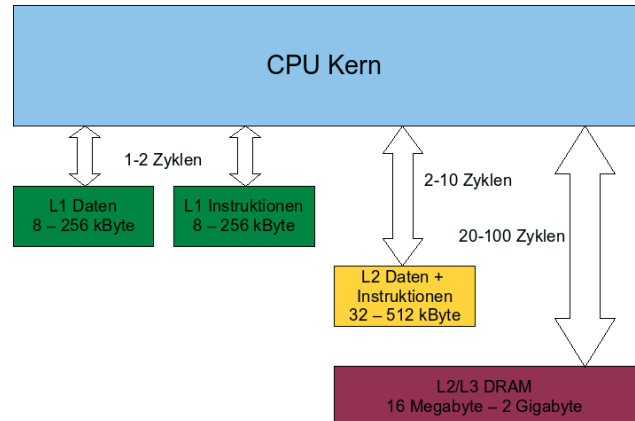 CPU Kern
1-2 Zyklen
2-10 Zyklen
L1 Daten
8 – 256 kByte
L1 Instruktionen
8 – 256 kByte
20-100 Zyklen
L2 Daten +
Instruktionen
32 – 512 kByte
L2/L3 DRAM
16 Megabyte – 2 Gigabyte